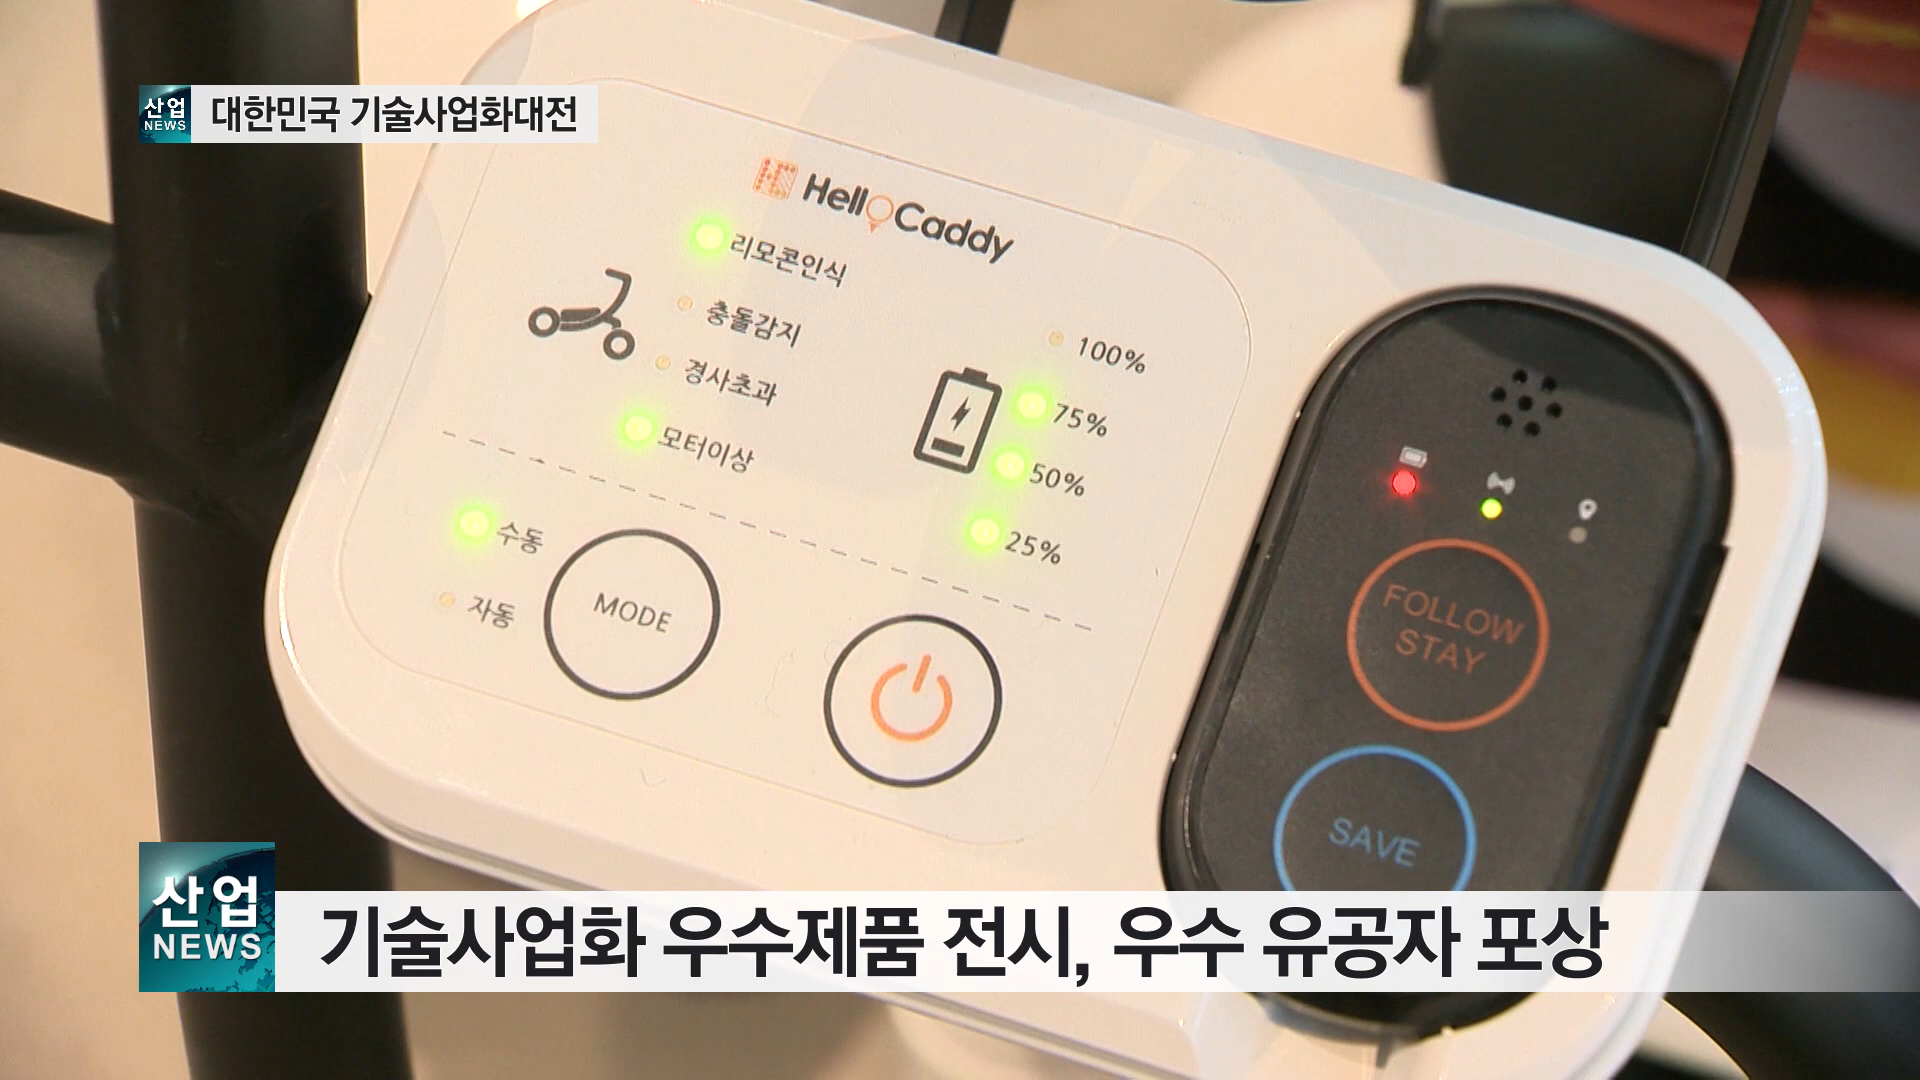 산업
NEWS
대한민국 기술사업화대전
HelloCaddy
리모콘인식
충돌감지
경사초과
모터이상
100%
75%
50%
25%
수동
자동
MODE
FOLLOW
STAY
SAVE
산업
NEWS
기술사업화 우수제품 전시, 우수 유공자 포상